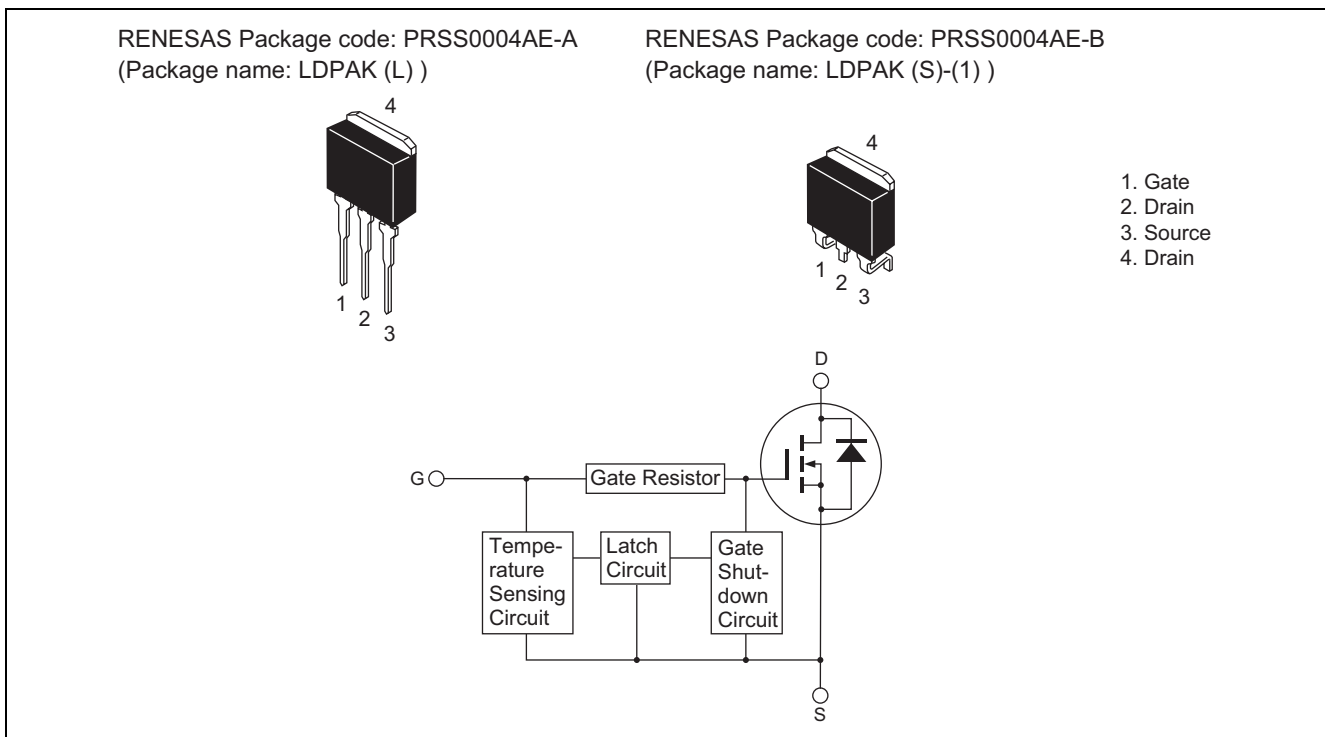 RENESAS Package code: PRSS0004AE-A
(Package name: LDPAK (L) )
RENESAS Package code: PRSS0004AE-B
(Package name: LDPAK (S)-(1) )
4
1
2
3
4
1
2
3
1. Gate
2. Drain
3. Source
4. Drain
D
G
Gate Resistor
Tempe-
rature
Sensing
Circuit
Latch
Circuit
Gate
Shut-
down
Circuit
S